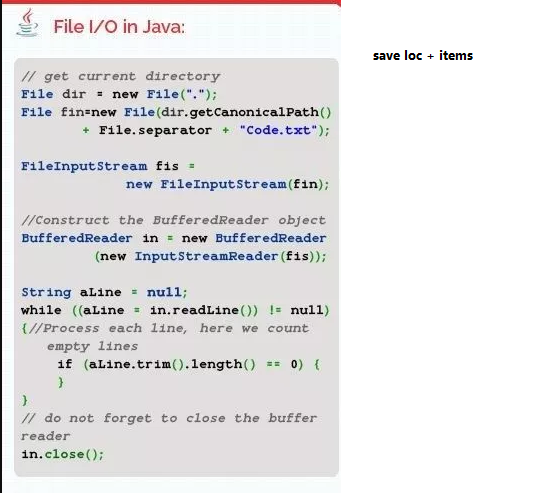 File I/O in Java:
save loc + items
// get current directory
File dir = new File(".");
File fin=new File(dir.getCanonicalPath()
+ File.separator + "Code.txt");
FileInputStream fis =
new FileInputStream(fin);
//Construct the BufferedReader object
BufferedReader in = new BufferedReader
(new InputStreamReader(fis));
String aLine = null;
while ((aLine = in.readLine()) != null)
{//Process each line, here we count
empty lines
if (aLine.trim().length() == 0) {
}
}
// do not forget to close the buffer
reader
in.close();